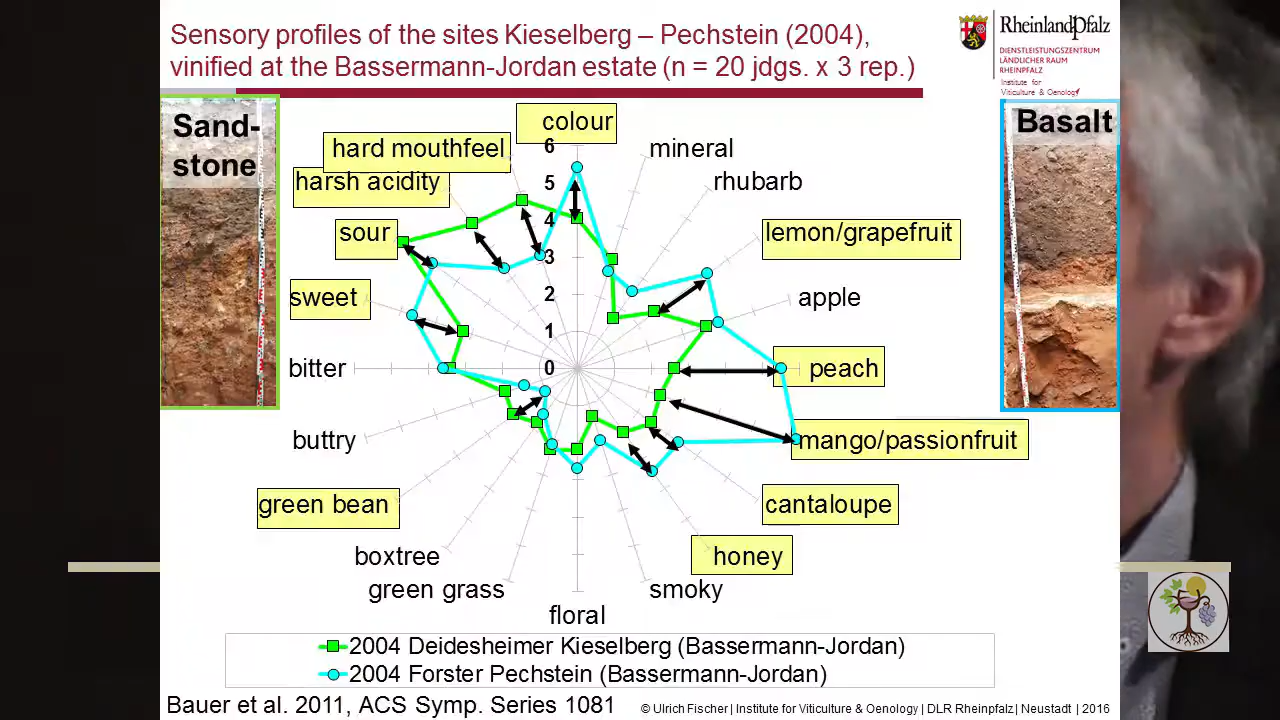 Sensory profiles of the sites Kieselberg – Pechstein (2004),
vinified at the Bassermann-Jordan estate (n = 20 jdgs. x 3 rep.)
RheinlandPfalz
DIENSTLEISTUNGSZENTRUM
LÄNDLICHER RAUM
RHEINPFALZ
Institute for
Viticulture & Oenology
Sand-
stone
Basalt
colour
hard mouthfeel
mineral
harsh acidity
rhubarb
sour
lemon/grapefruit
sweet
apple
bitter
peach
buttry
mango/passionfruit
green bean
cantaloupe
boxtree
honey
green grass
smoky
floral
6
5
4
3
2
1
0
2004 Deidesheimer Kieselberg (Bassermann-Jordan)
2004 Forster Pechstein (Bassermann-Jordan)
Bauer et al. 2011, ACS Symp. Series 1081
© Ulrich Fischer | Institute for Viticulture & Oenology | DLR Rheinpfalz | Neustadt | 2016